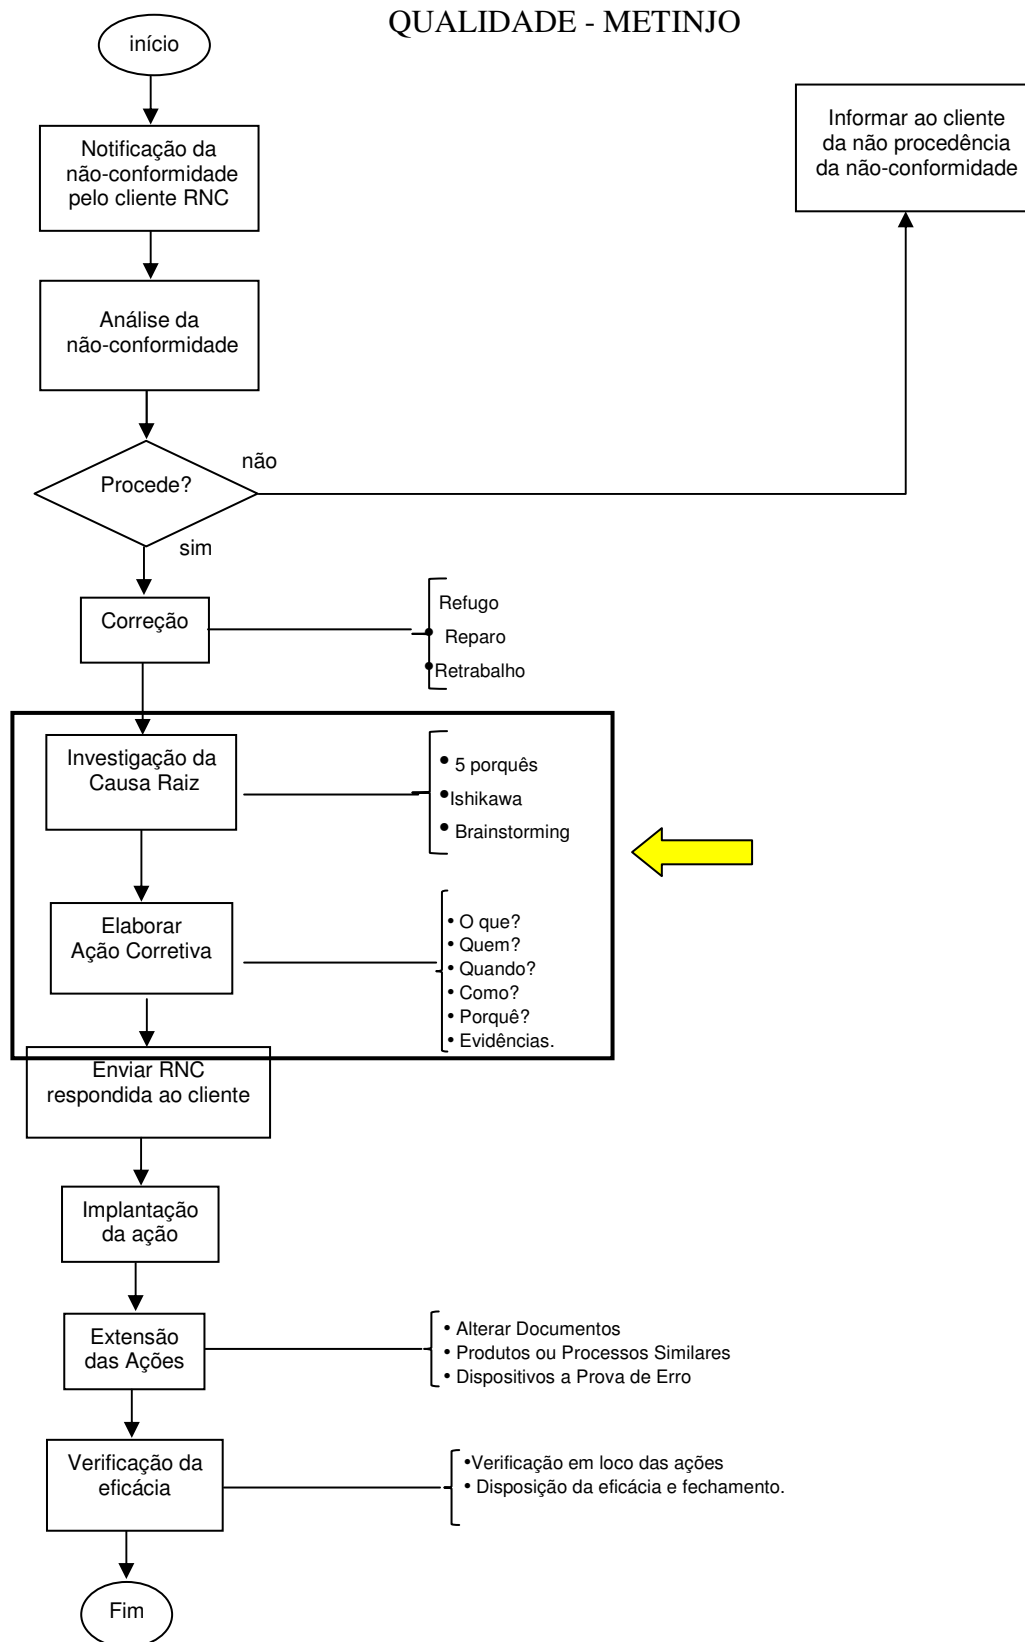 QUALIDADE - METINJO
início
Informar ao cliente
da não procedência
da não-conformidade
Notificação da
não-conformidade
pelo cliente RNC
Análise da
não-conformidade
não
Procede?
sim
Correção
Refugo
• Reparo
• Retrabalho
Investigação da
Causa Raiz
• 5 porquês
• Ishikawa
• Brainstorming
Elaborar
Ação Corretiva
• O que?
• Quem?
• Quando?
• Como?
• Porquê?
• Evidências.
Enviar RNC
respondida ao cliente
Implantação
da ação
Extensão
das Ações
• Alterar Documentos
• Produtos ou Processos Similares
• Dispositivos a Prova de Erro
Verificação da
eficácia
•Verificação em loco das ações
• Disposição da eficácia e fechamento.
Fim